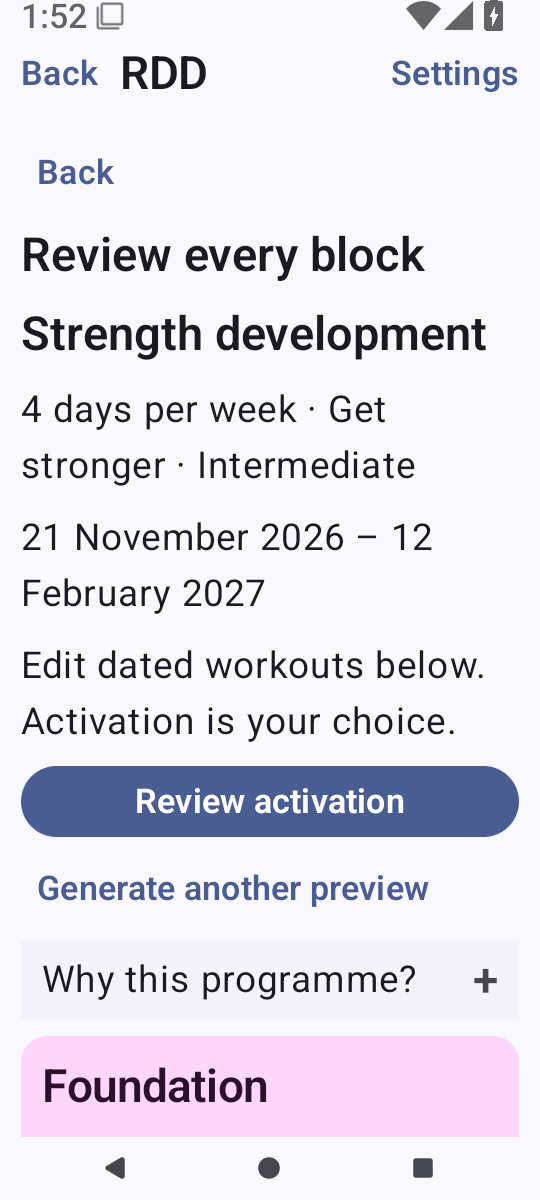 1:52
Back RDD Settings
Back
Review every block
Strength development
4 days per week · Get
stronger · Intermediate
21 November 2026 – 12
February 2027
Edit dated workouts below.
Activation is your choice.
Review activation
Generate another preview
Why this programme? +
Foundation